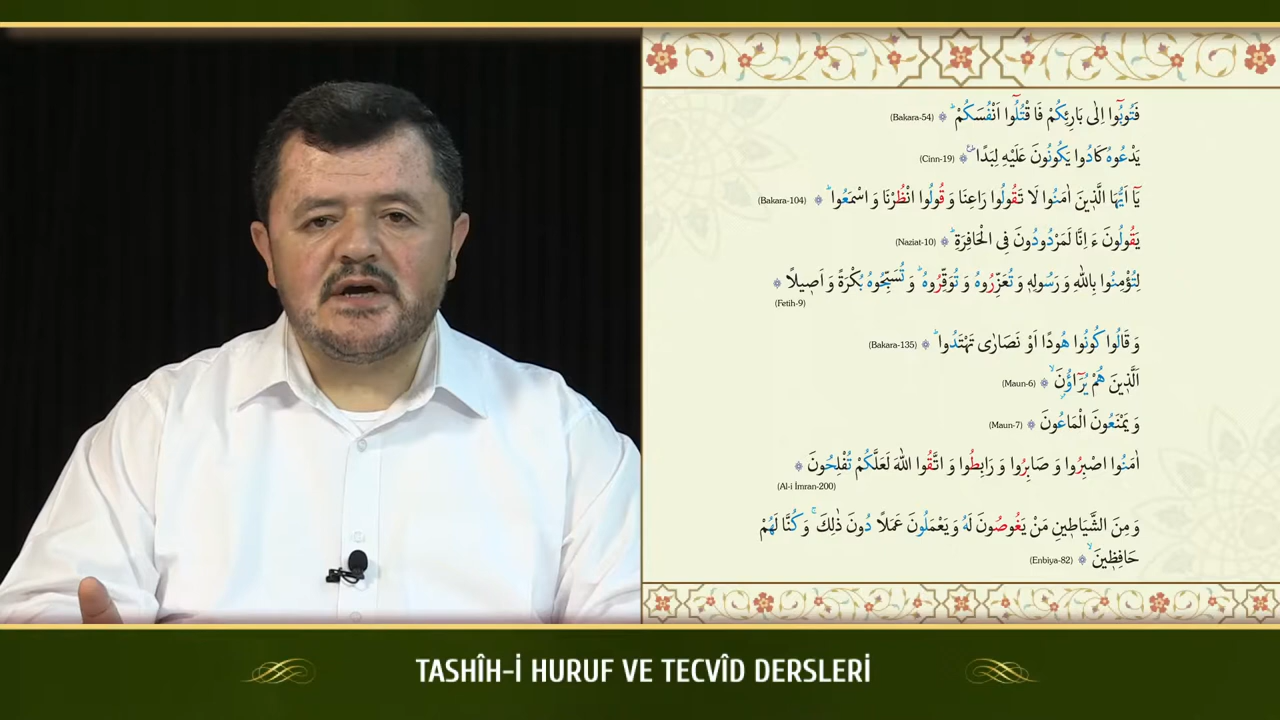 فَتُوبُٓوا اِلٰى بَارِئِكُمْ فَاقْتُلُٓوا اَنْفُسَكُمْۜ ۞ (Bakara-54)
يَدْعُوهُ كَادُوا يَكُونُونَ عَلَيْهِ لِبَدًاۜ ۞ (Cinn-19)
يَٓا اَيُّهَا الَّذٖينَ اٰمَنُوا لَا تَقُولُوا رَاعِنَا وَ قُولُوا انْظُرْنَا وَ اسْمَعُواۜ ۞ (Bakara-104)
يَقُولُونَ ءَ اِنَّا لَمَرْدُودُونَ فِى الْحَافِرَةِۜ ۞ (Naziat-10)
لِتُؤْمِنُوا بِاللّٰهِ وَ رَسُولِهٖ وَ تُعَزِّرُوهُ وَ تُوَقِّرُوهُۜ وَ تُسَبِّحُوهُ بُكْرَةً وَ اَصٖيلًا ۞
(Fetih-9)
وَ قَالُوا كُونُوا هُودًا اَوْ نَصَارٰى تَهْتَدُواۜ ۞ (Bakara-135)
اَلَّذٖينَ هُمْ يُرَٓاؤُ۫نَۙ ۞ (Maun-6)
وَ يَمْنَعُونَ الْمَاعُونَ ۞ (Maun-7)
اٰمَنُوا اصْبِرُوا وَ صَابِرُوا وَ رَابِطُوا وَ اتَّقُوا اللّٰهَ لَعَلَّكُمْ تُفْلِحُونَ ۞
(Al-i İmran-200)
وَ مِنَ الشَّيَاطٖينِ مَنْ يَغُوصُونَ لَهُ وَ يَعْمَلُونَ عَمَلًا دُونَ ذٰلِكَۚ وَ كُنَّا لَهُمْ
حَافِظٖينَۙ ۞ (Enbiya-82)
TASHÎH-İ HURUF VE TECVÎD DERSLERİ